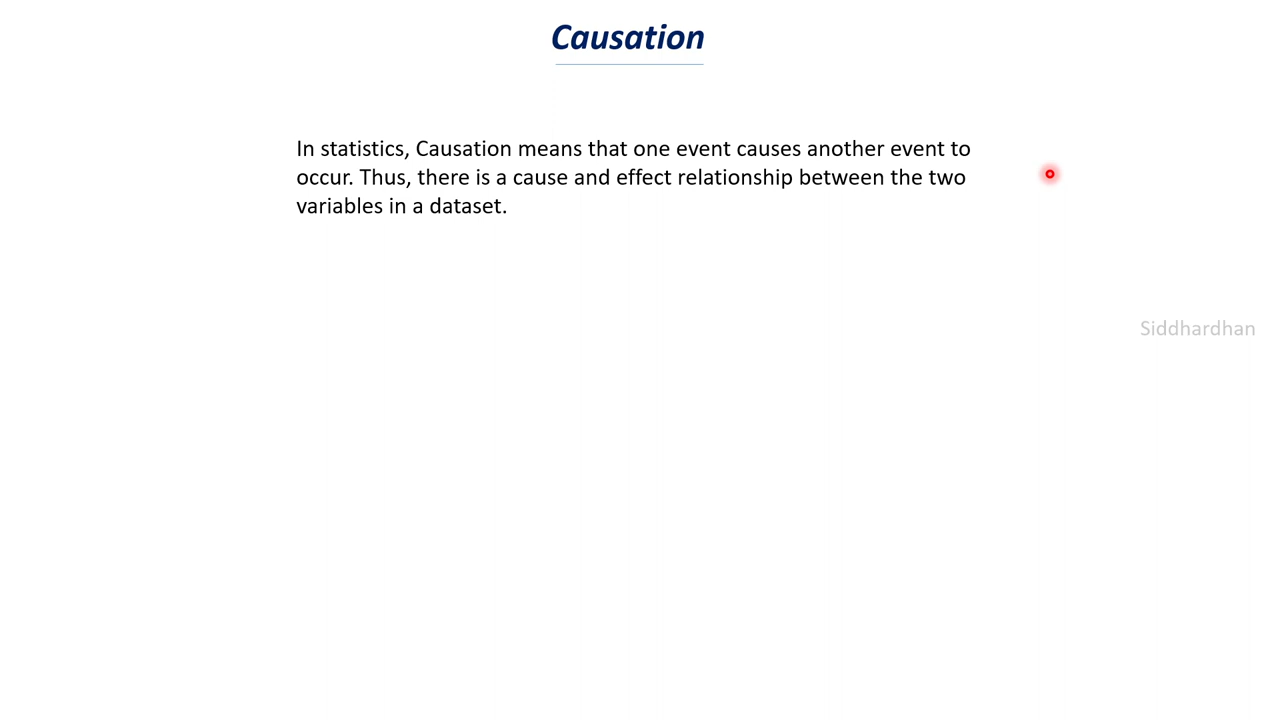 Causation
In statistics, Causation means that one event causes another event to
occur. Thus, there is a cause and effect relationship between the two
variables in a dataset.
Siddhardhan